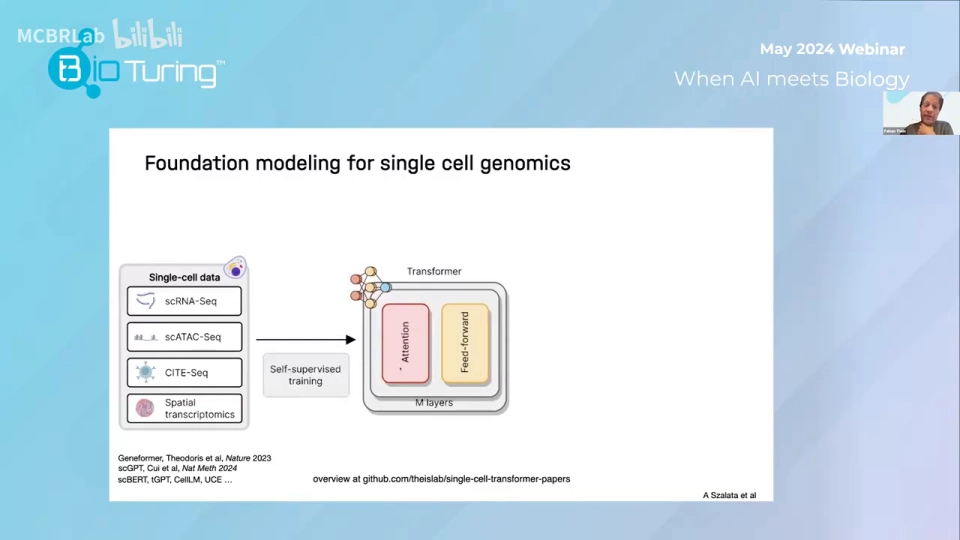 MCBRLab bilibili
BioTuring™
May 2024 Webinar
When AI meets Biology
Fabian Theis
Foundation modeling for single cell genomics
Single-cell data
scRNA-Seq
scATAC-Seq
CITE-Seq
Spatial
transcriptomics
Self-supervised
training
Transformer
Attention
Feed-forward
M layers
Geneformer, Theodoris et al, Nature 2023
scGPT, Cui et al, Nat Meth 2024
scBERT, tGPT, CellLM, UCE ...
overview at github.com/theislab/single-cell-transformer-papers
A Szalata et al